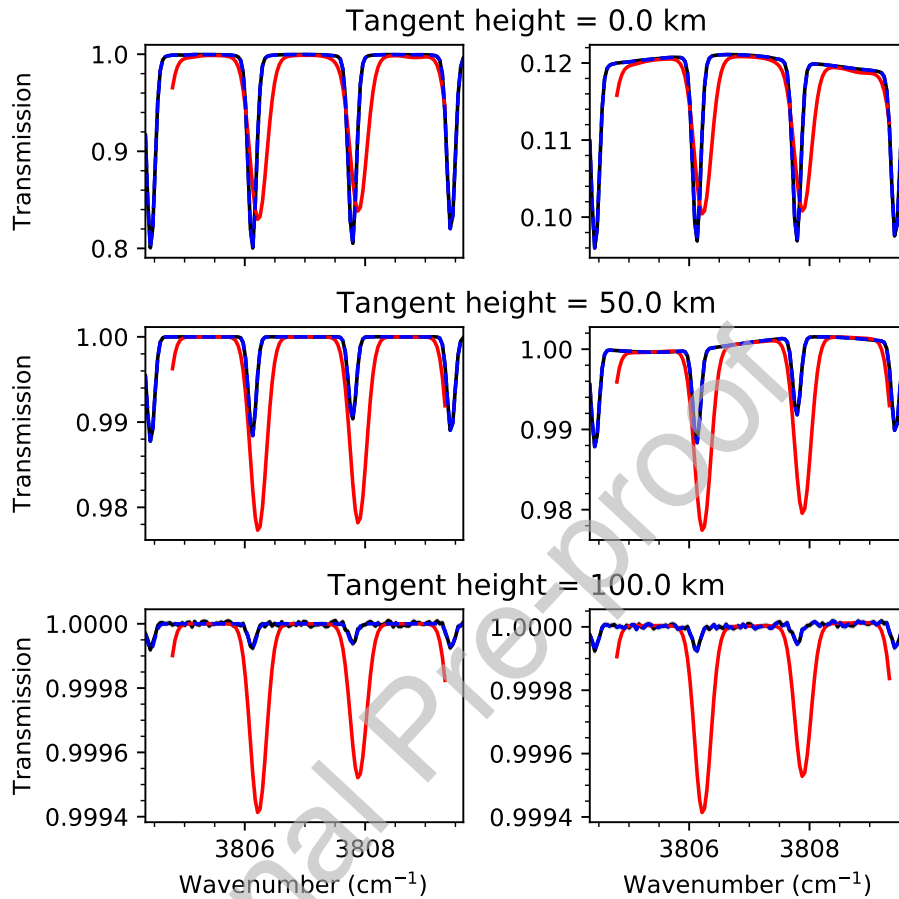 Tangent height = 0.0 km
Transmission
1.0
0.9
0.8
0.12
0.11
0.10
Tangent height = 50.0 km
Transmission
1.00
0.99
0.98
1.00
0.99
0.98
Tangent height = 100.0 km
Transmission
1.0000
0.9998
0.9996
0.9994
1.0000
0.9998
0.9996
0.9994
3806 3808
3806 3808
Wavenumber (cm⁻¹)
Wavenumber (cm⁻¹)
nal Pre-proof